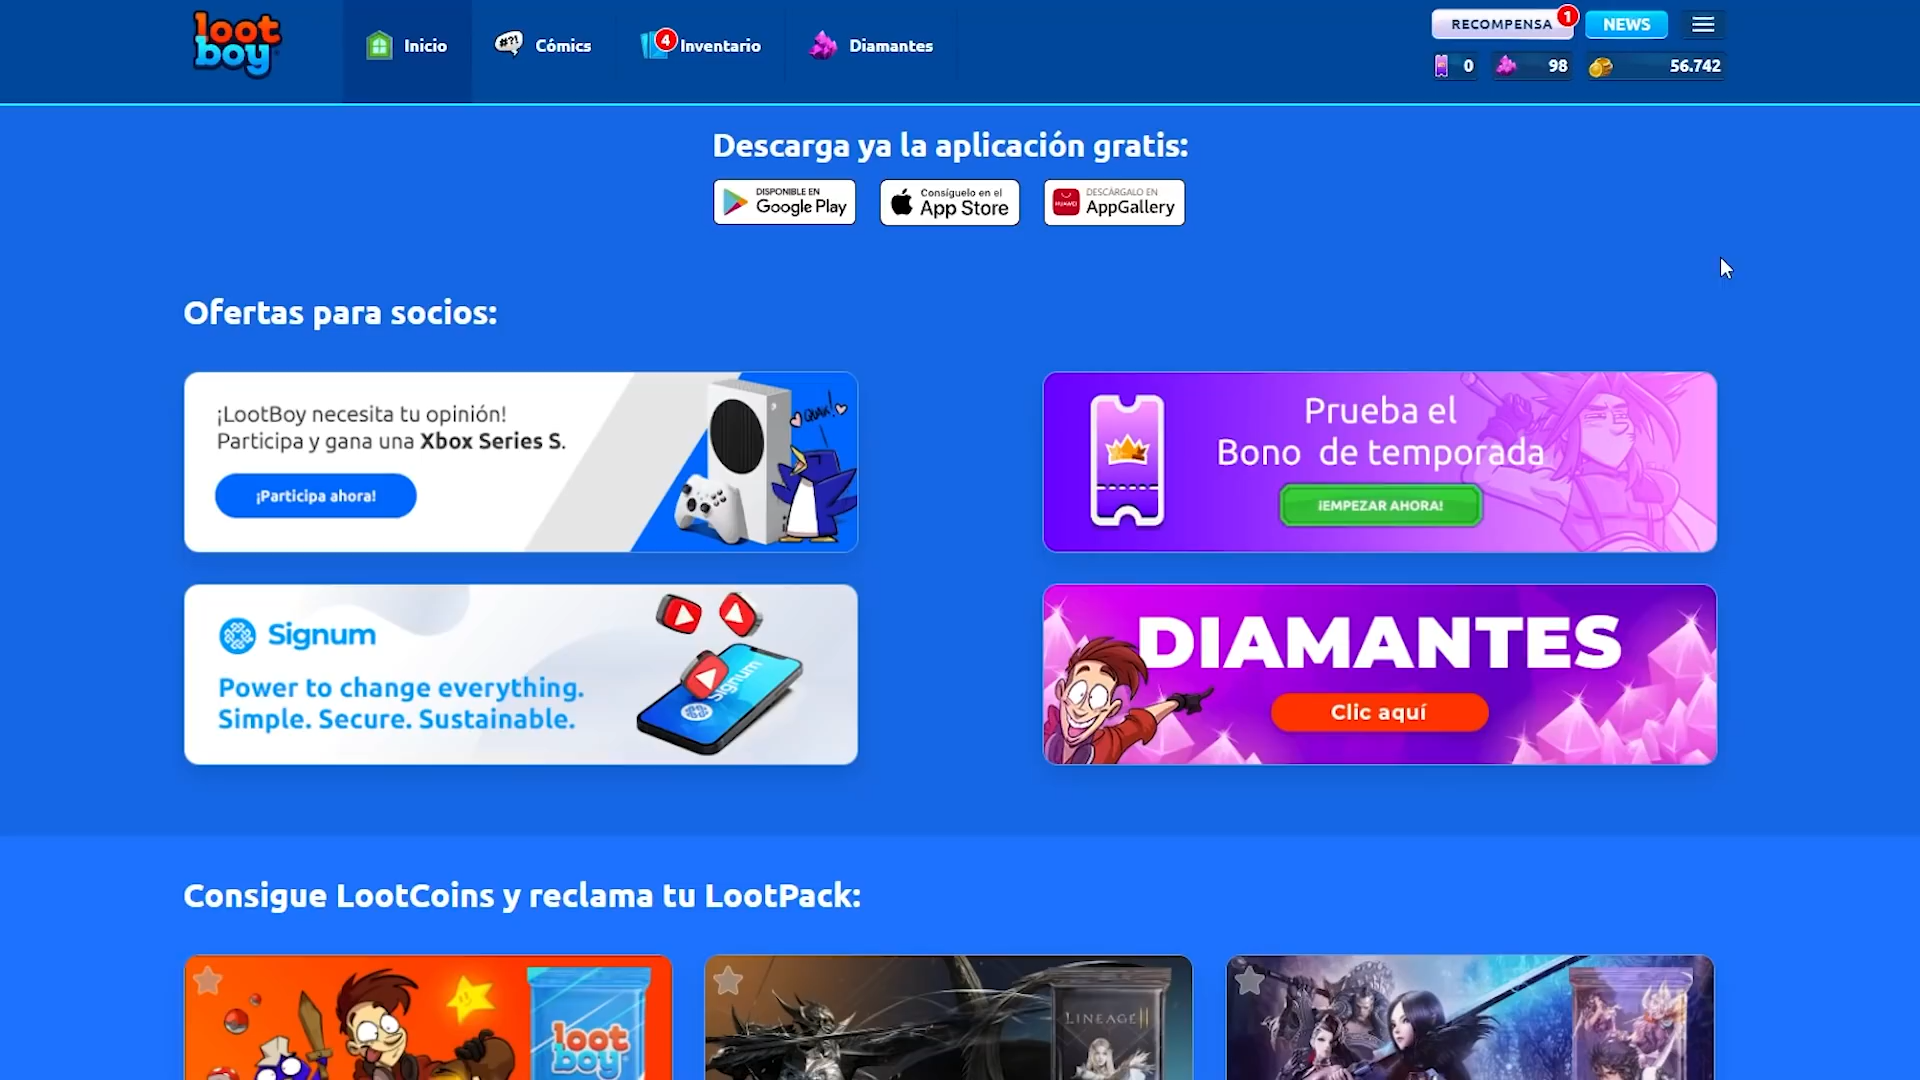 loot
boy
Inicio
#?!
Cómics
4
Inventario
Diamantes
RECOMPENSA
1
NEWS
0
98
56.742
Descarga ya la aplicación gratis:
DISPONIBLE EN
Google Play
Consíguelo en el
App Store
HUAWEI
DESCÁRGALO EN
AppGallery
Ofertas para socios:
¡LootBoy necesita tu opinión!
Participa y gana una Xbox Series S.
¡Participa ahora!
QUAK!
Prueba el
Bono de temporada
¡EMPEZAR AHORA!
Signum
Power to change everything.
Simple. Secure. Sustainable.
Signum
DIAMANTES
Clic aquí
Consigue LootCoins y reclama tu LootPack:
loot
boy
LINEAGE II